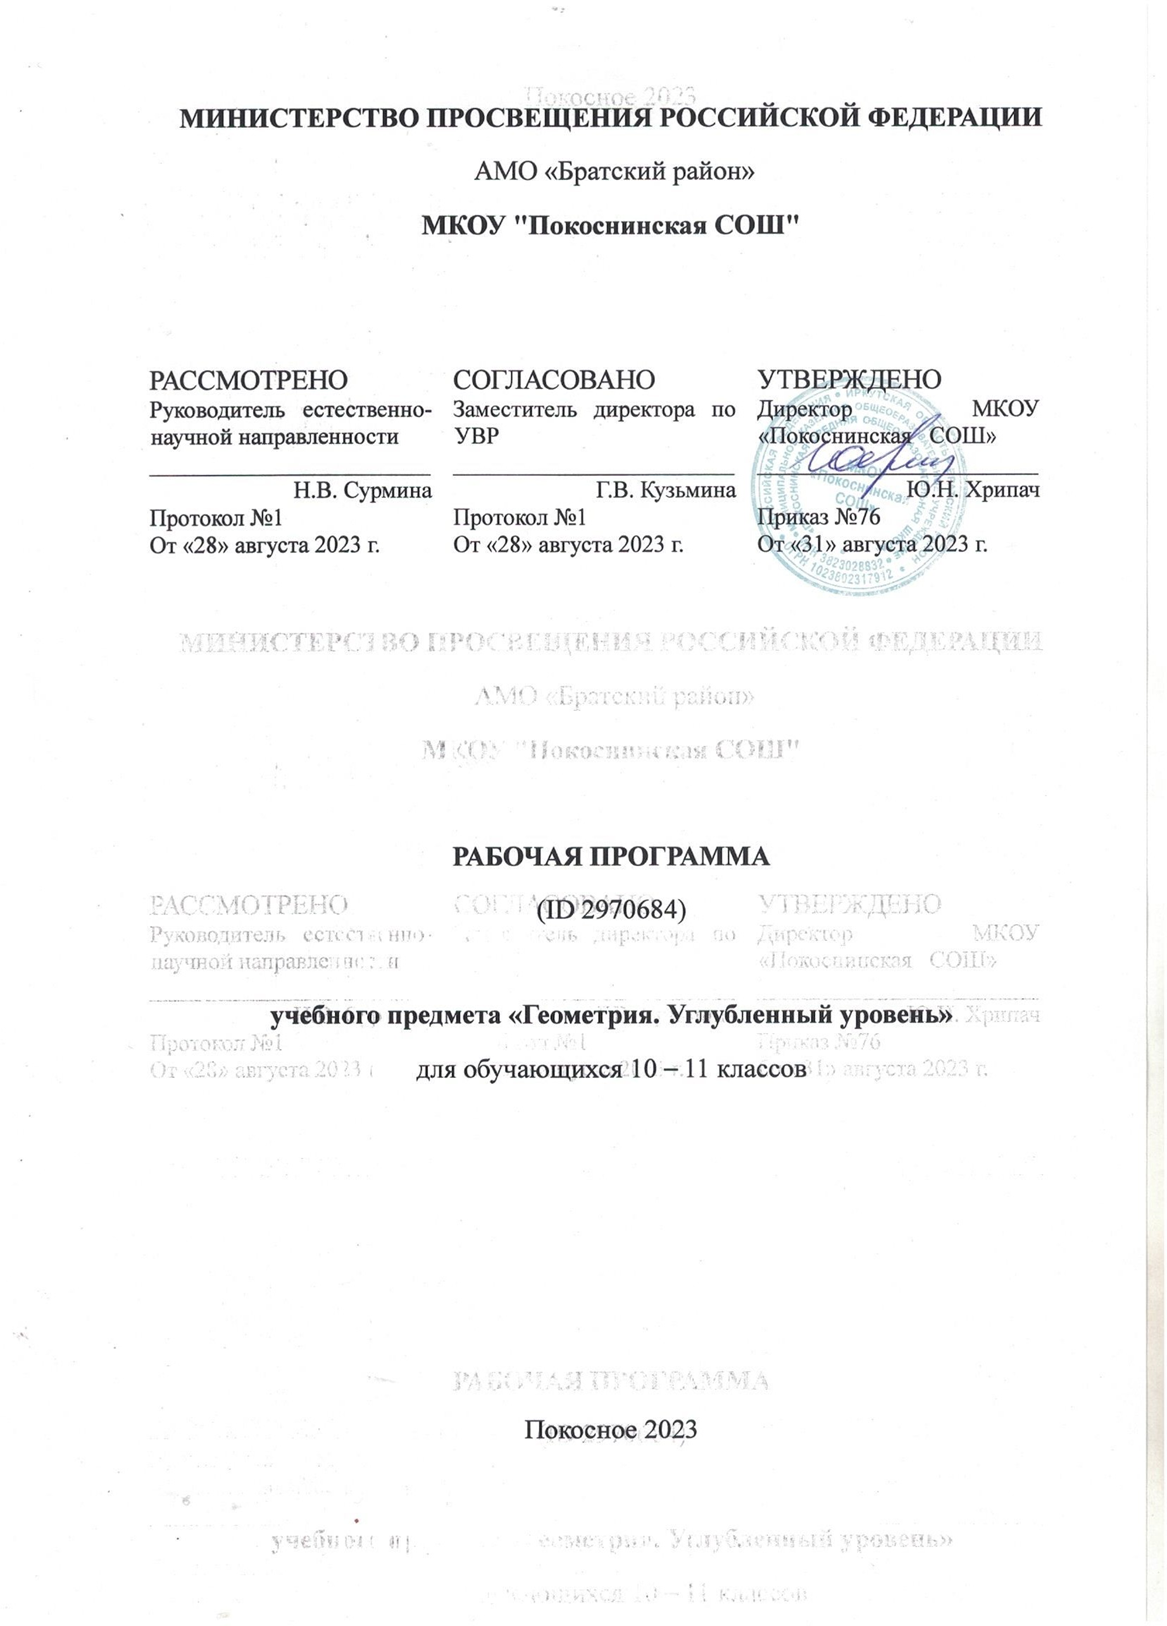 МИНИСТЕРСТВО ПРОСВЕЩЕНИЯ РОССИЙСКОЙ ФЕДЕРАЦИИ
АМО «Братский район»
МКОУ "Покоснинская СОШ"
РАССМОТРЕНО
Руководитель естественно-
научной направленности
Н.В. Сурмина
Протокол №1
От «28» августа 2023 г.
СОГЛАСОВАНО
Заместитель директора по
УВР
Г.В. Кузьмина
Протокол №1
От «28» августа 2023 г.
УТВЕРЖДЕНО
Директор МКОУ
«Покоснинская СОШ»
Ю.Н. Хрипач
Приказ №76
От «31» августа 2023 г.
РАБОЧАЯ ПРОГРАММА
(ID 2970684)
учебного предмета «Геометрия. Углубленный уровень»
для обучающихся 10 – 11 классов
Покосное 2023